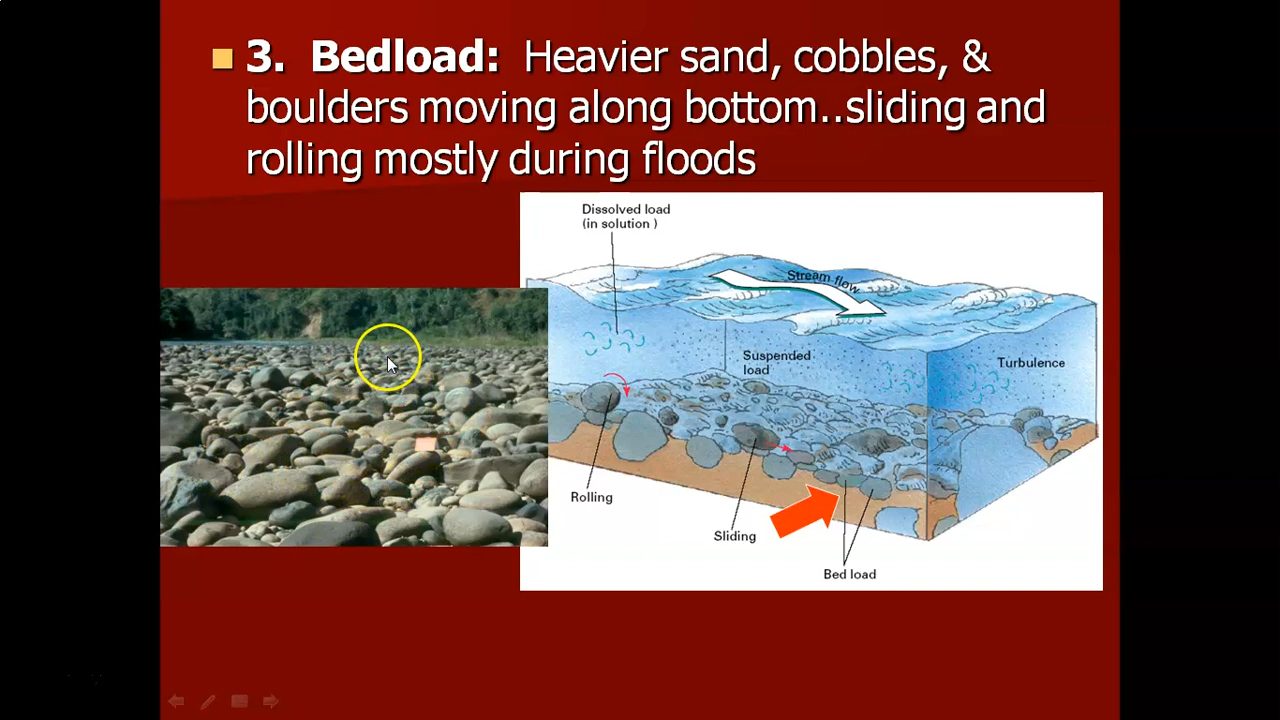 3. Bedload: Heavier sand, cobbles, &
boulders moving along bottom..sliding and
rolling mostly during floods
Dissolved load
(in solution )
Stream flow
Suspended
load
Turbulence
Rolling
Sliding
Bed load